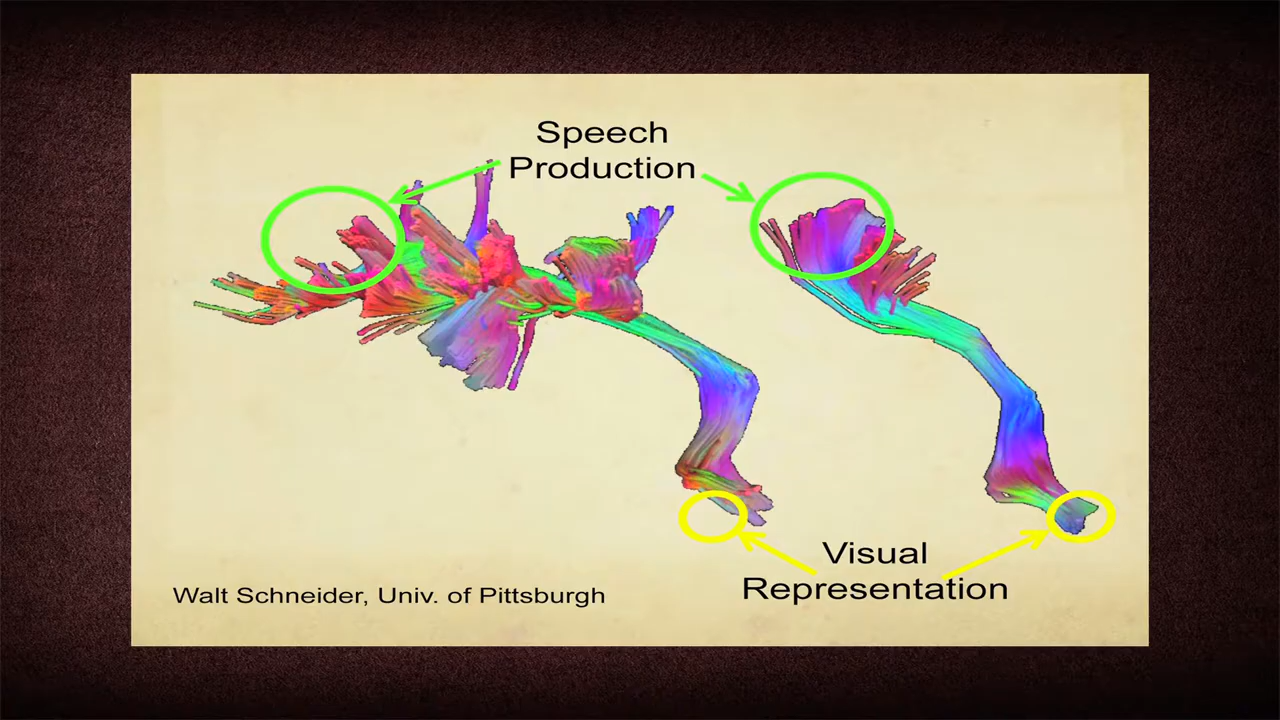 Speech
Production
Visual
Representation
Walt Schneider, Univ. of Pittsburgh